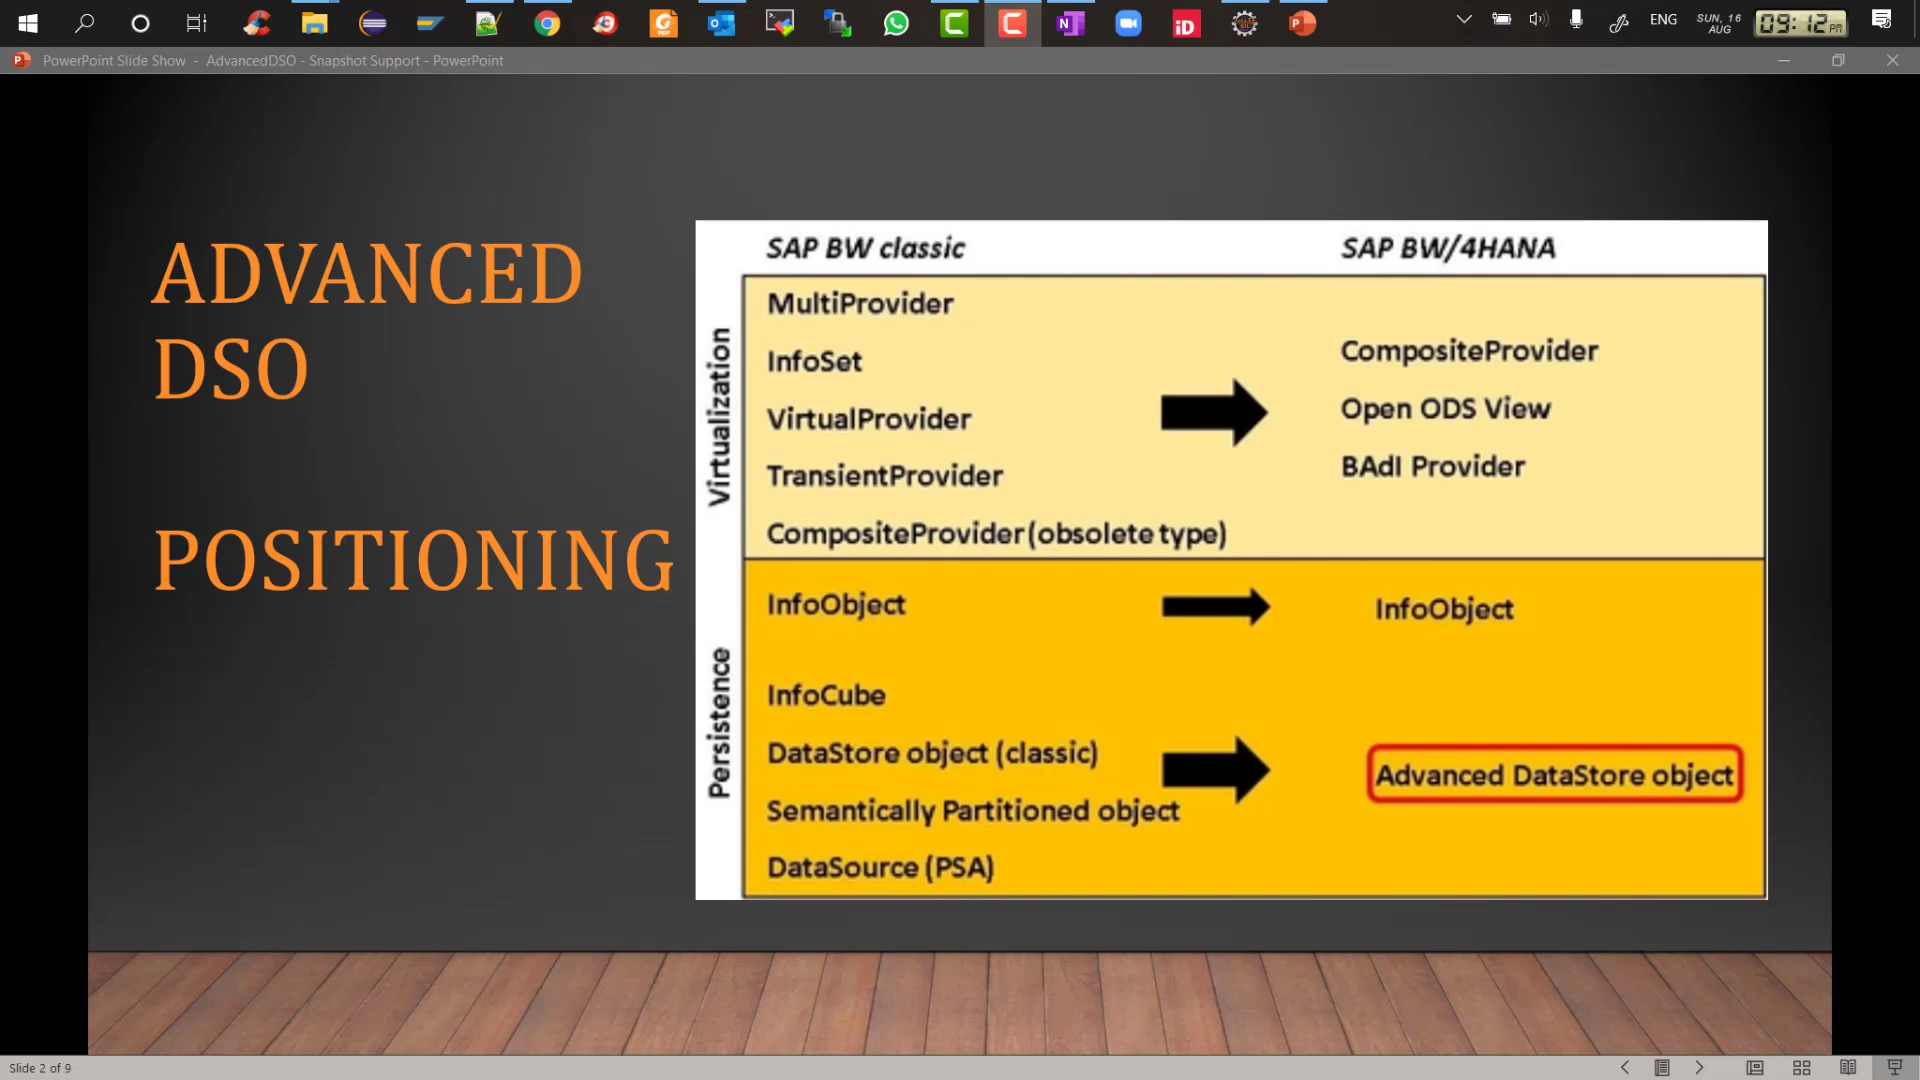 ENG
SUN, 16
AUG
09:12 PM
PowerPoint Slide Show - AdvancedDSO - Snapshot Support - PowerPoint
ADVANCED
DSO
POSITIONING
SAP BW classic
SAP BW/4HANA
Virtualization
MultiProvider
InfoSet
VirtualProvider
TransientProvider
CompositeProvider (obsolete type)
CompositeProvider
Open ODS View
BAdI Provider
Persistence
InfoObject
InfoObject
InfoCube
DataStore object (classic)
Semantically Partitioned object
DataSource (PSA)
Advanced DataStore object
Slide 2 of 9